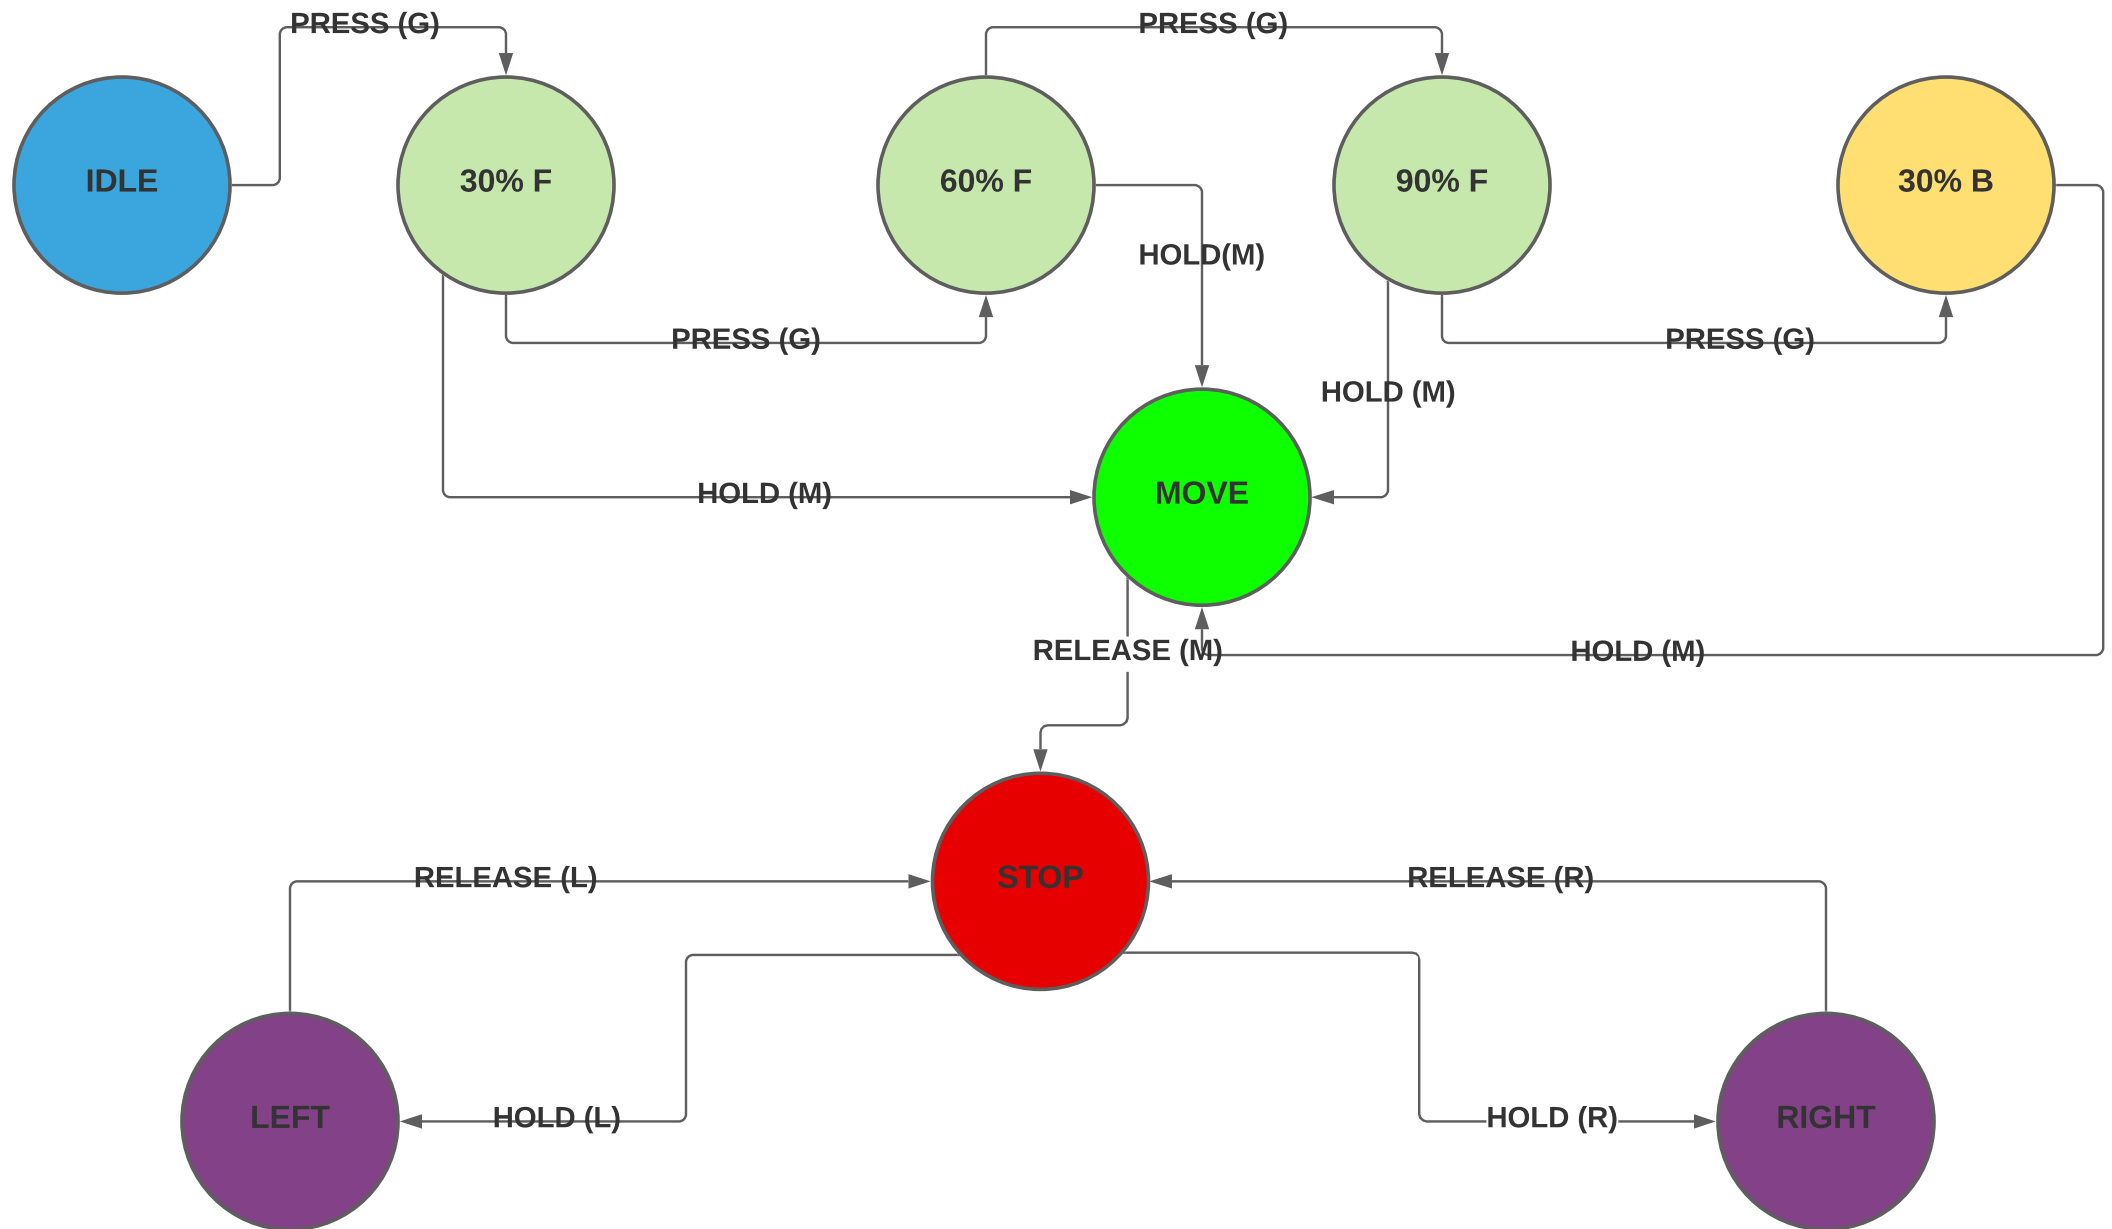 PRESS (G)
PRESS (G)
IDLE
30% F
60% F
90% F
30% B
HOLD(M)
PRESS (G)
PRESS (G)
HOLD (M)
HOLD (M)
MOVE
RELEASE (M)
HOLD (M)
RELEASE (L)
STOP
RELEASE (R)
LEFT
HOLD (L)
HOLD (R)
RIGHT